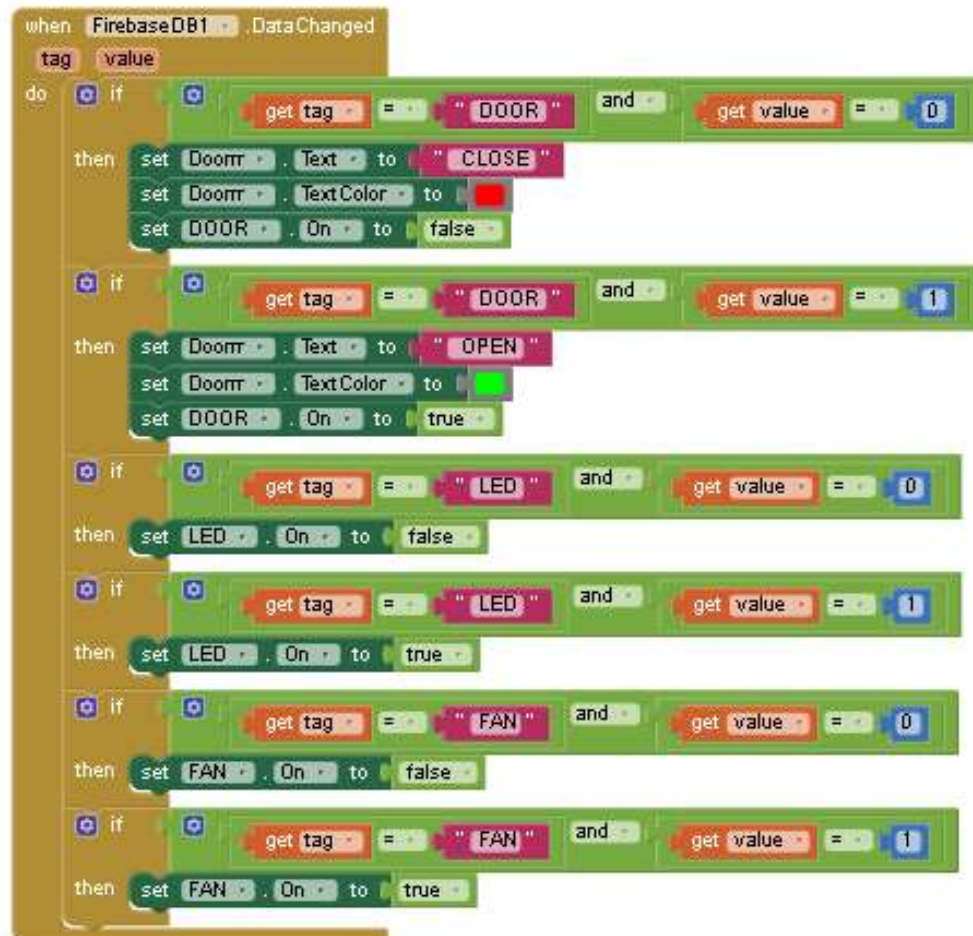 when FirebaseDB1 .DataChanged
tag value
do if get tag = "DOOR" and get value = 0
then set Doorrr . Text to "CLOSE"
set Doorrr . TextColor to
set DOOR . On to false
if get tag = "DOOR" and get value = 1
then set Doorrr . Text to "OPEN"
set Doorrr . TextColor to
set DOOR . On to true
if get tag = "LED" and get value = 0
then set LED . On to false
if get tag = "LED" and get value = 1
then set LED . On to true
if get tag = "FAN" and get value = 0
then set FAN . On to false
if get tag = "FAN" and get value = 1
then set FAN . On to true